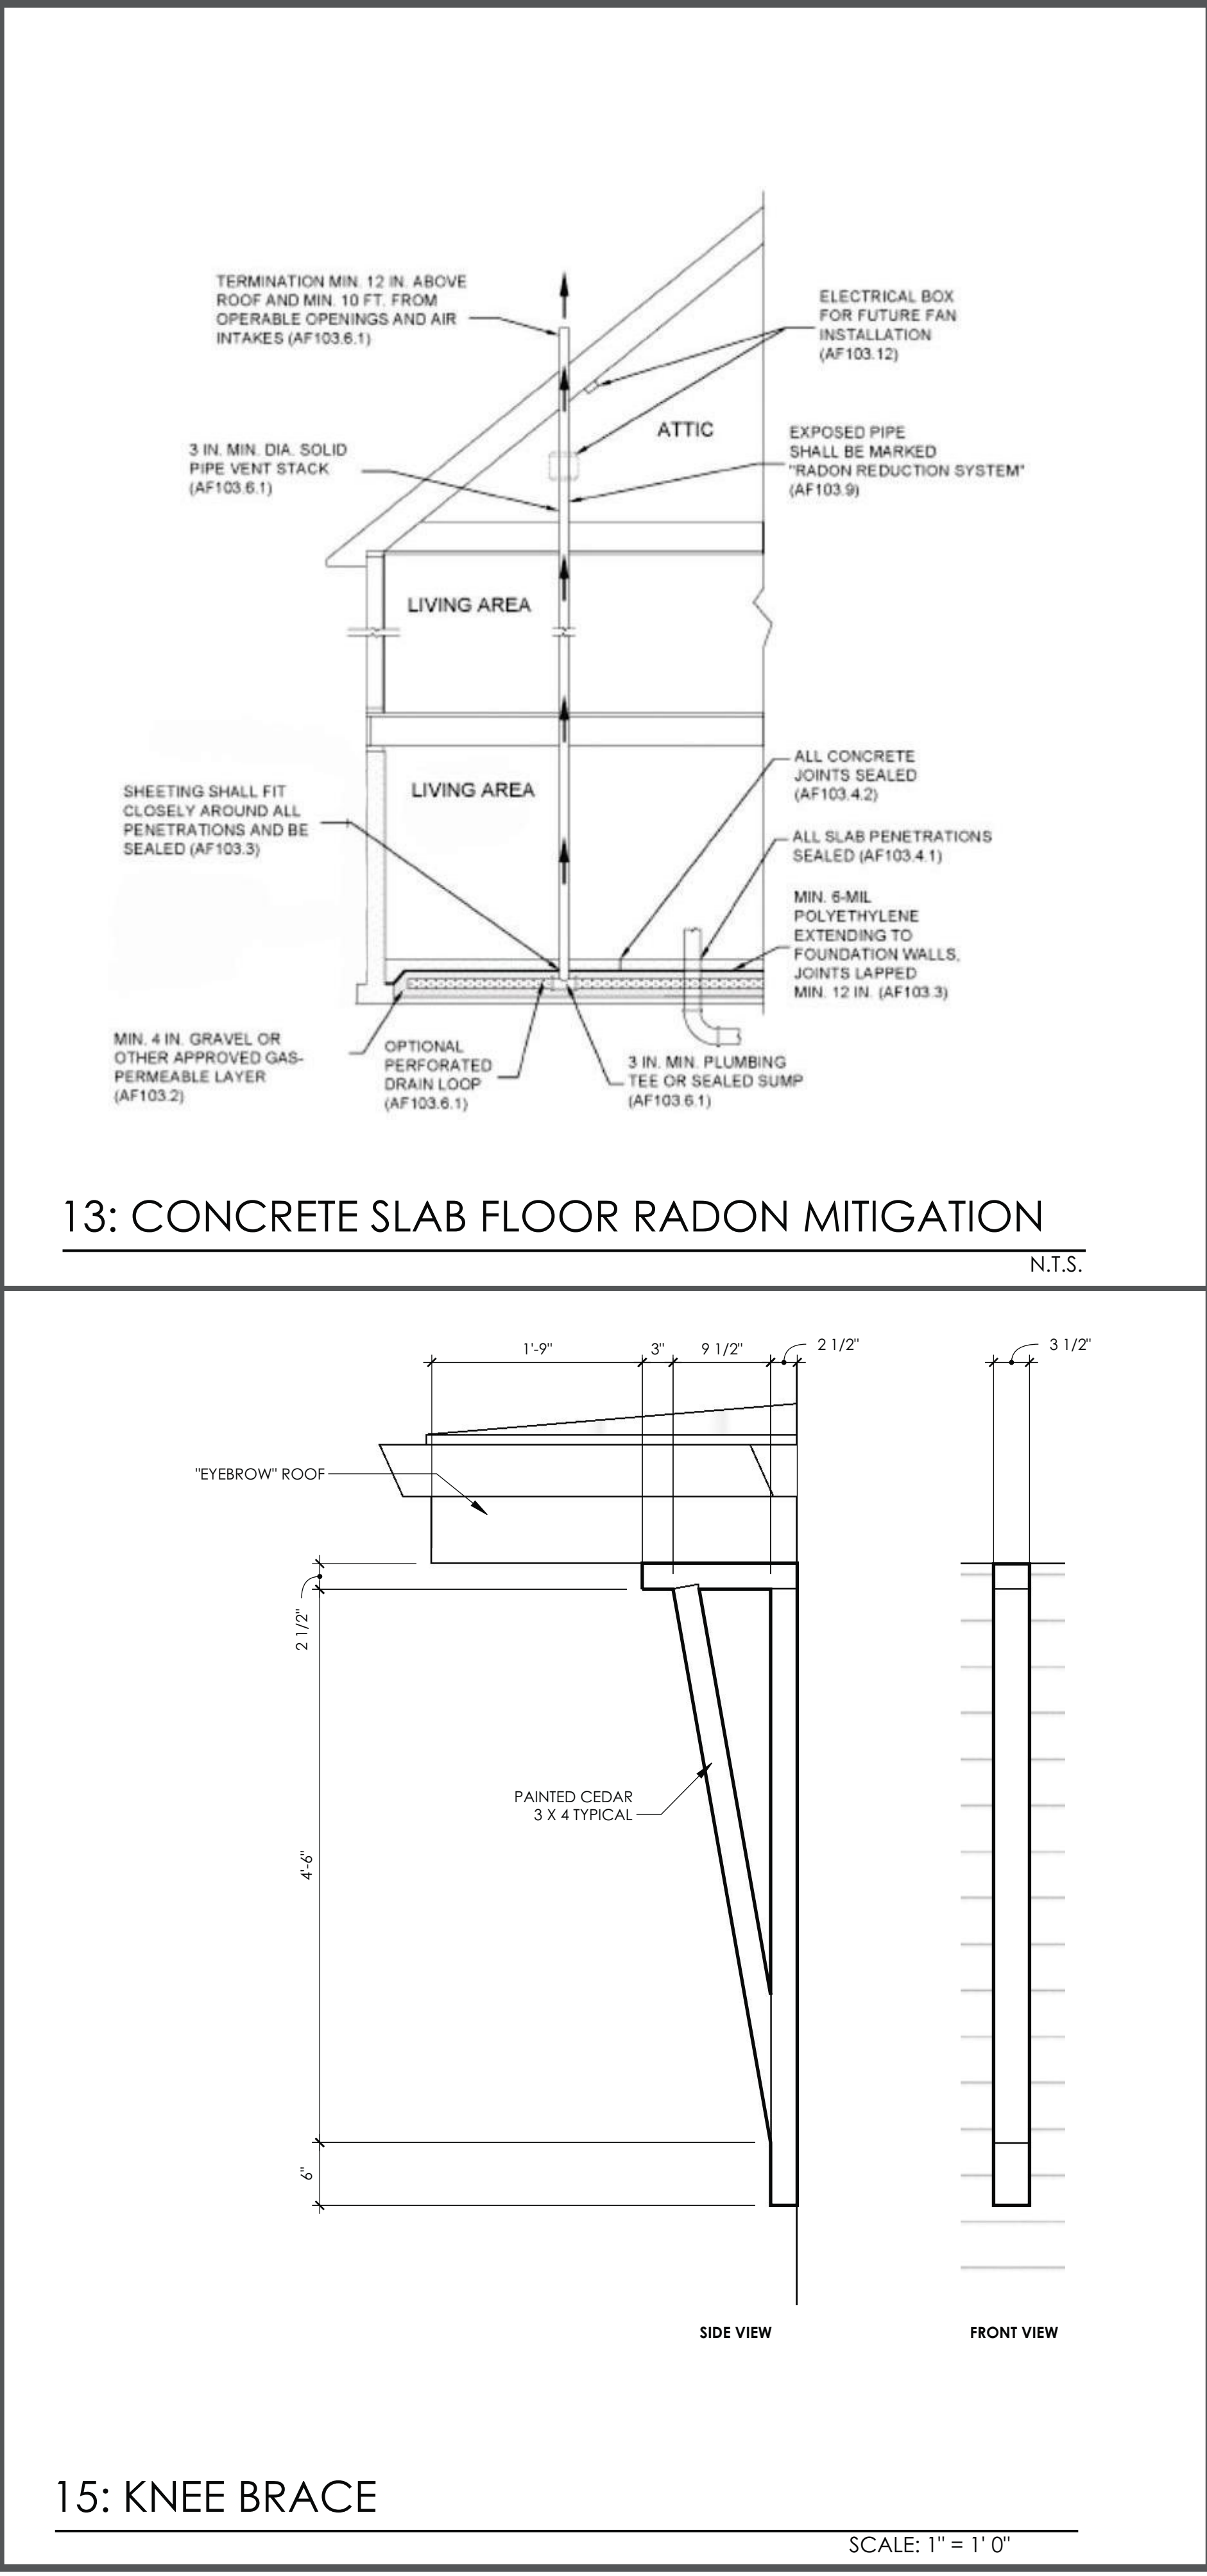 TERMINATION MIN. 12 IN. ABOVE
ROOF AND MIN. 10 FT. FROM
OPERABLE OPENINGS AND AIR
INTAKES (AF103.6.1)
ELECTRICAL BOX
FOR FUTURE FAN
INSTALLATION
(AF103.12)
ATTIC
3 IN. MIN. DIA. SOLID
PIPE VENT STACK
(AF103.6.1)
EXPOSED PIPE
SHALL BE MARKED
"RADON REDUCTION SYSTEM"
(AF103.9)
LIVING AREA
LIVING AREA
SHEETING SHALL FIT
CLOSELY AROUND ALL
PENETRATIONS AND BE
SEALED (AF103.3)
ALL CONCRETE
JOINTS SEALED
(AF103.4.2)
ALL SLAB PENETRATIONS
SEALED (AF103.4.1)
MIN. 6-MIL
POLYETHYLENE
EXTENDING TO
FOUNDATION WALLS,
JOINTS LAPPED
MIN. 12 IN. (AF103.3)
MIN. 4 IN. GRAVEL OR
OTHER APPROVED GAS-
PERMEABLE LAYER
(AF103.2)
OPTIONAL
PERFORATED
DRAIN LOOP
(AF103.6.1)
3 IN. MIN. PLUMBING
TEE OR SEALED SUMP
(AF103.6.1)
13: CONCRETE SLAB FLOOR RADON MITIGATION
N.T.S.
1'-9" 3" 9 1/2" 2 1/2" 3 1/2"
"EYEBROW" ROOF
2 1/2"
PAINTED CEDAR
3 X 4 TYPICAL
4'-6"
6"
SIDE VIEW FRONT VIEW
15: KNEE BRACE
SCALE: 1" = 1' 0"